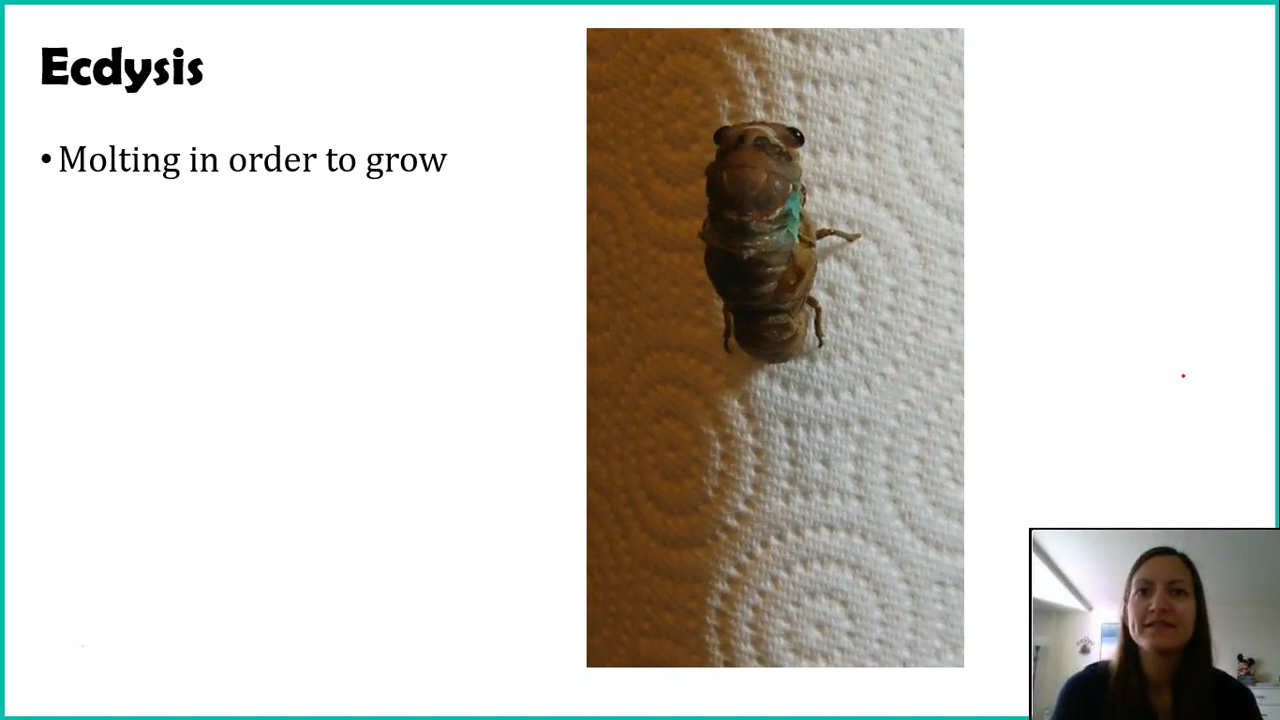 Ecdysis
• Molting in order to grow